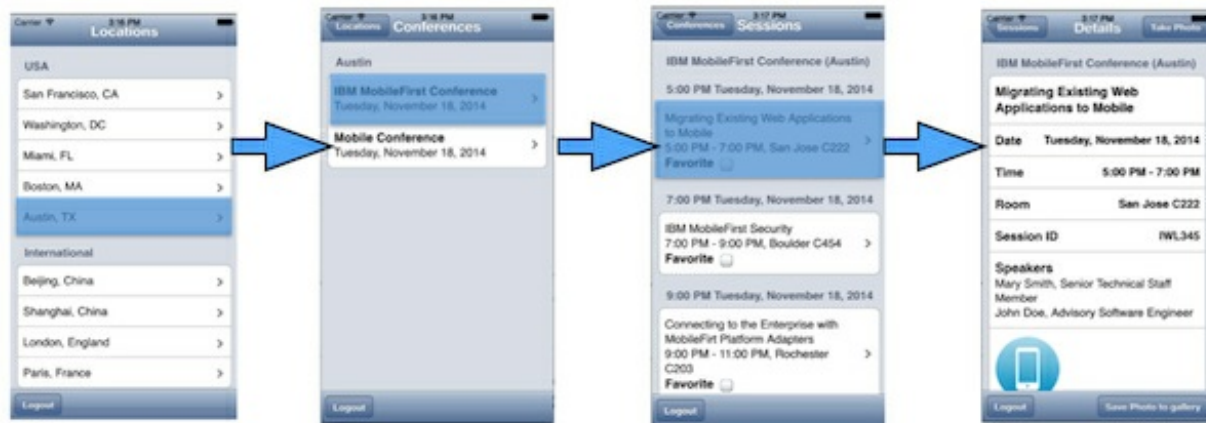 Carrier 3:16 PM
Locations
USA
San Francisco, CA
Washington, DC
Miami, FL
Boston, MA
Austin, TX
International
Beijing, China
Shanghai, China
London, England
Paris, France
Logout
Carrier 3:16 PM
Locations Conferences
Austin
IBM MobileFirst Conference
Tuesday, November 18, 2014
Mobile Conference
Tuesday, November 18, 2014
Logout
Carrier 3:17 PM
Conferences Sessions
IBM MobileFirst Conference (Austin)
5:00 PM Tuesday, November 18, 2014
Migrating Existing Web Applications
to Mobile
5:00 PM - 7:00 PM, San Jose C222
Favorite
7:00 PM Tuesday, November 18, 2014
IBM MobileFirst Security
7:00 PM - 9:00 PM, Boulder C454
Favorite
9:00 PM Tuesday, November 18, 2014
Connecting to the Enterprise with
MobileFirt Platform Adapters
9:00 PM - 11:00 PM, Rochester
C203
Favorite
Logout
Carrier 3:17 PM
Sessions Details Take Photo
IBM MobileFirst Conference (Austin)
Migrating Existing Web
Applications to Mobile
Date Tuesday, November 18, 2014
Time 5:00 PM - 7:00 PM
Room San Jose C222
Session ID IWL345
Speakers
Mary Smith, Senior Technical Staff
Member
John Doe, Advisory Software Engineer
Logout Save Photo to gallery